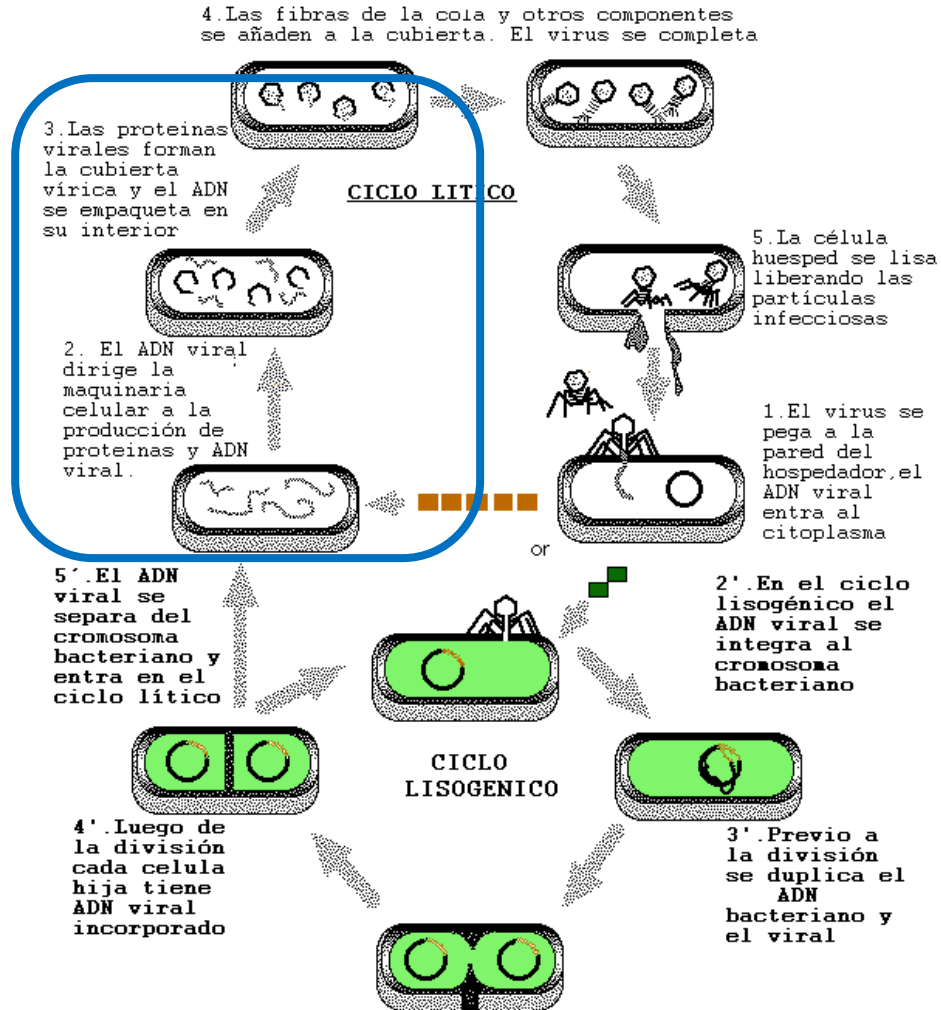 4.Las fibras de la cola y otros componentes
se añaden a la cubierta. El virus se completa
3.Las proteinas
virales forman
la cubierta
vírica y el ADN
se empaqueta en
su interior
CICLO LITICO
5.La célula
huesped se lisa
liberando las
partículas
infecciosas
2. El ADN viral
dirige la
maquinaria
celular a la
producción de
proteinas y ADN
viral.
1.El virus se
pega a la
pared del
hospedador,el
ADN viral
entra al
citoplasma
or
5´.El ADN
viral se
separa del
cromosoma
bacteriano y
entra en el
ciclo lítico
2'.En el ciclo
lisogénico el
ADN viral se
integra al
cromosoma
bacteriano
CICLO
LISOGENICO
4'.Luego de
la división
cada celula
hija tiene
ADN viral
incorporado
3'.Previo a
la división
se duplica el
ADN
bacteriano y
el viral